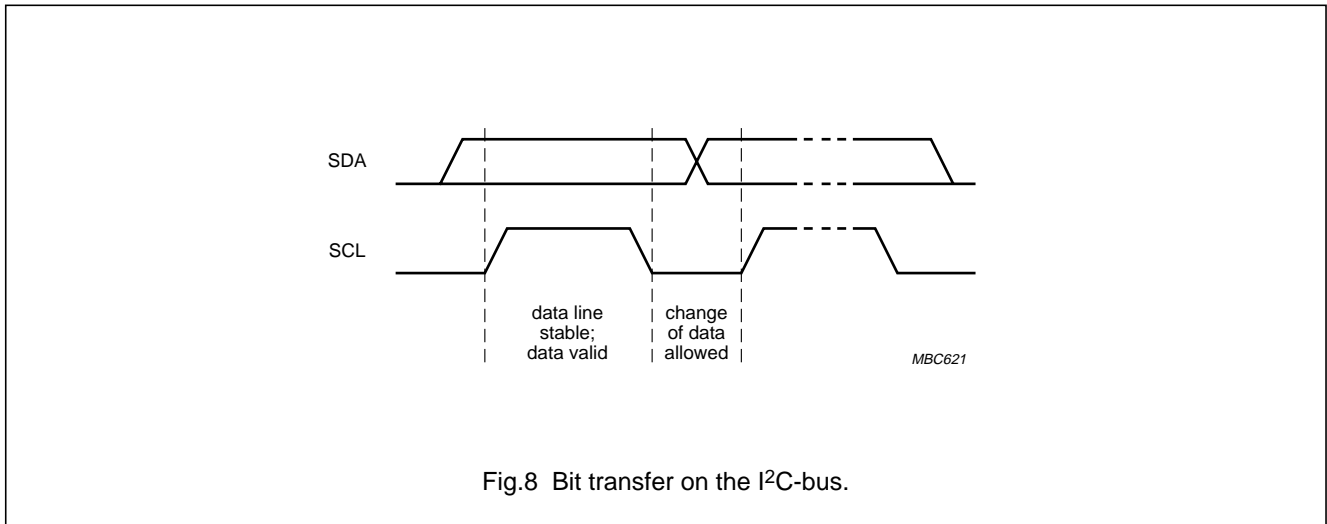 SDA
SCL
data line
stable;
data valid
change
of data
allowed
MBC621
Fig.8 Bit transfer on the I²C-bus.